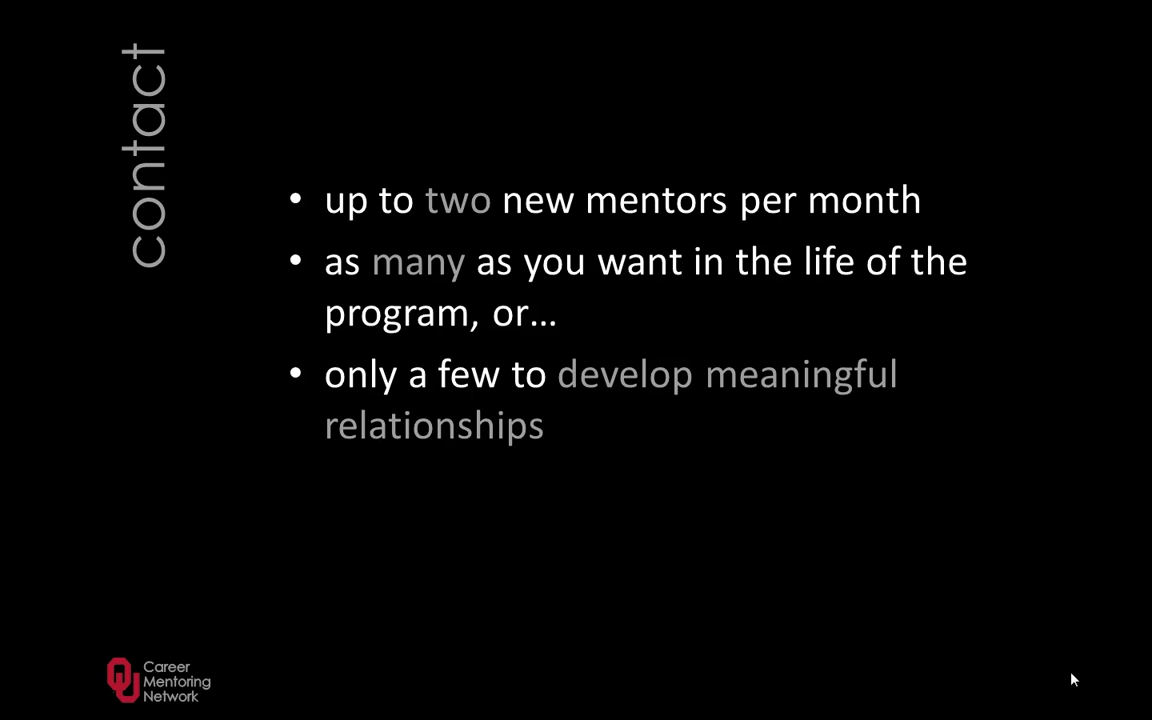 contact
• up to two new mentors per month
• as many as you want in the life of the
program, or...
• only a few to develop meaningful
relationships
OU Career
Mentoring
Network